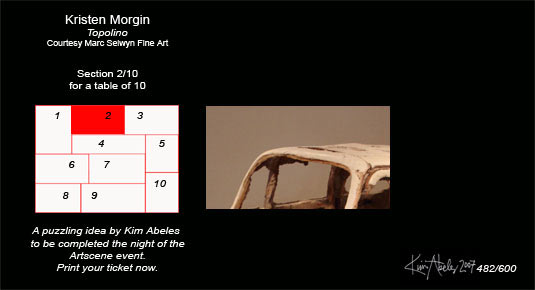 Kristen Morgin
Topolino
Courtesy Marc Selwyn Fine Art
Section 2/10
for a table of 10
1 2 3
4 5
6 7
8 9 10
A puzzling idea by Kim Abeles
to be completed the night of the
Artscene event.
Print your ticket now.
Kim Abeles 2007 482/600